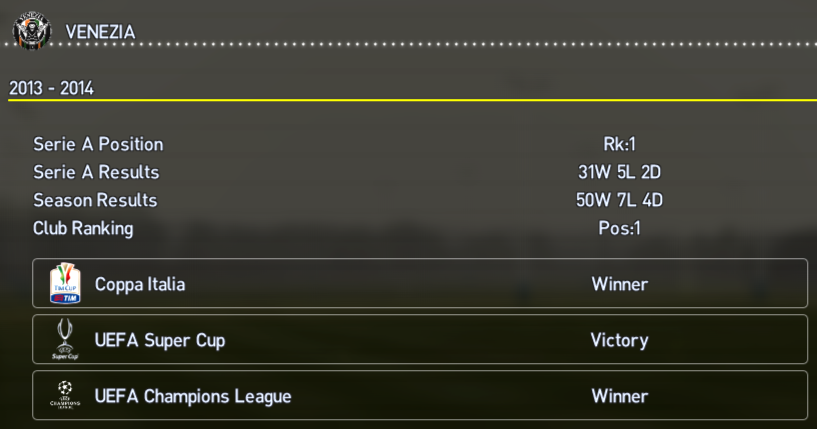 VENEZIA
2013 - 2014
Serie A Position Rk:1
Serie A Results 31W 5L 2D
Season Results 50W 7L 4D
Club Ranking Pos:1
TIM CUP
TIM
Coppa Italia Winner
Super Cup
UEFA Super Cup Victory
CHAMPIONS
LEAGUE
UEFA Champions League Winner